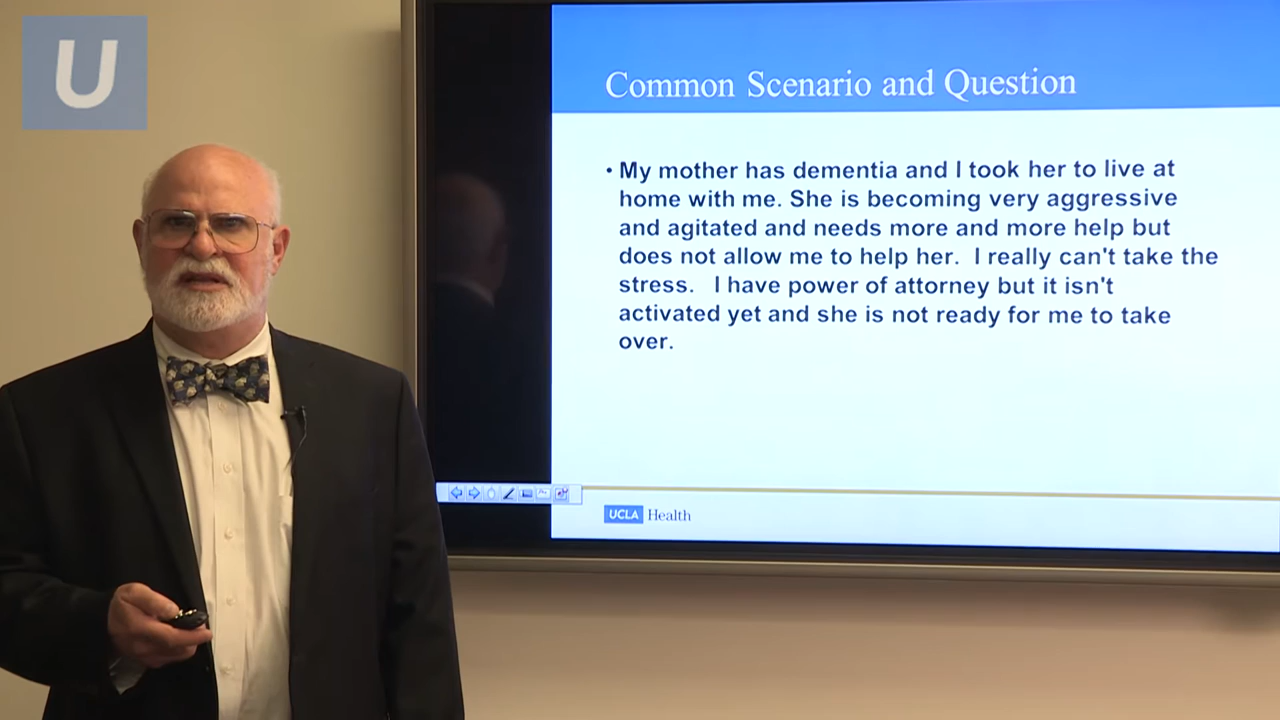 U
Common Scenario and Question
• My mother has dementia and I took her to live at
home with me. She is becoming very aggressive
and agitated and needs more and more help but
does not allow me to help her.  I really can't take the
stress.   I have power of attorney but it isn't
activated yet and she is not ready for me to take
over.
UCLA Health